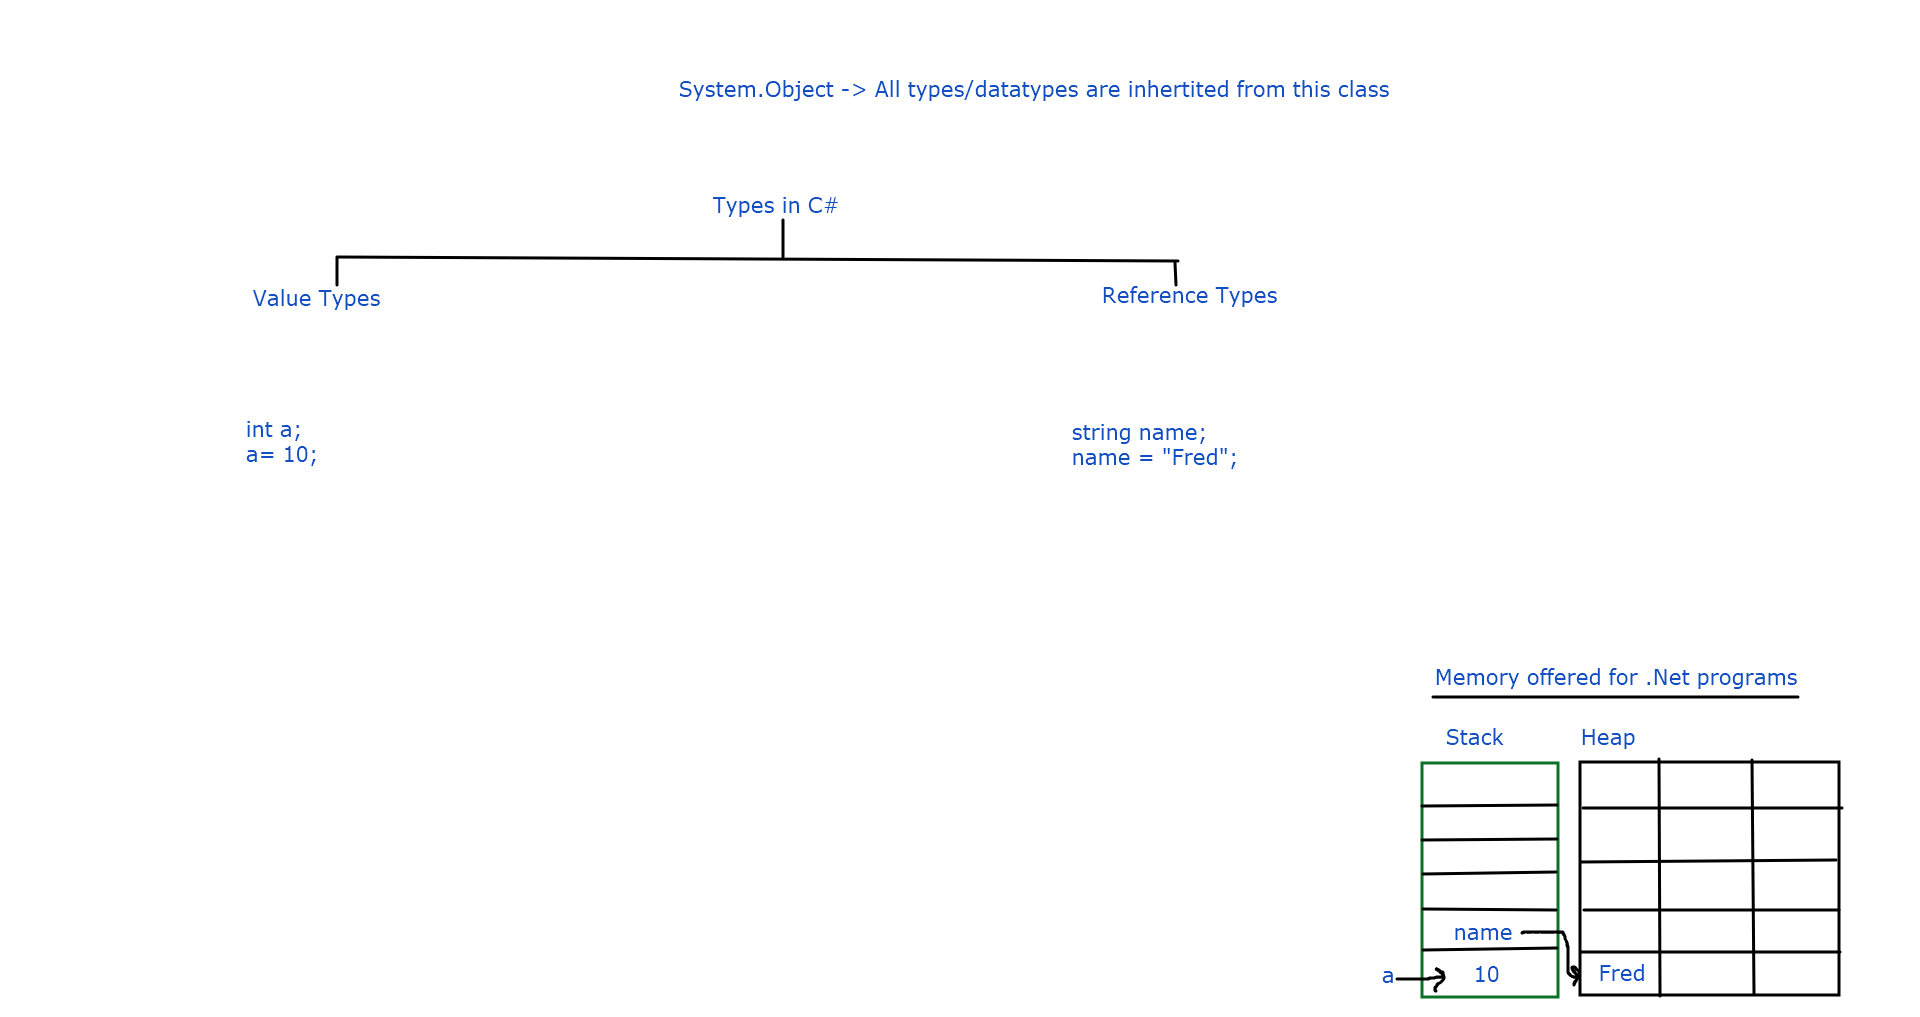 System.Object -> All types/datatypes are inhertited from this class
Types in C#
Value Types
Reference Types
int a;
a= 10;
string name;
name = "Fred";
Memory offered for .Net programs
Stack
Heap
name
a
10
Fred